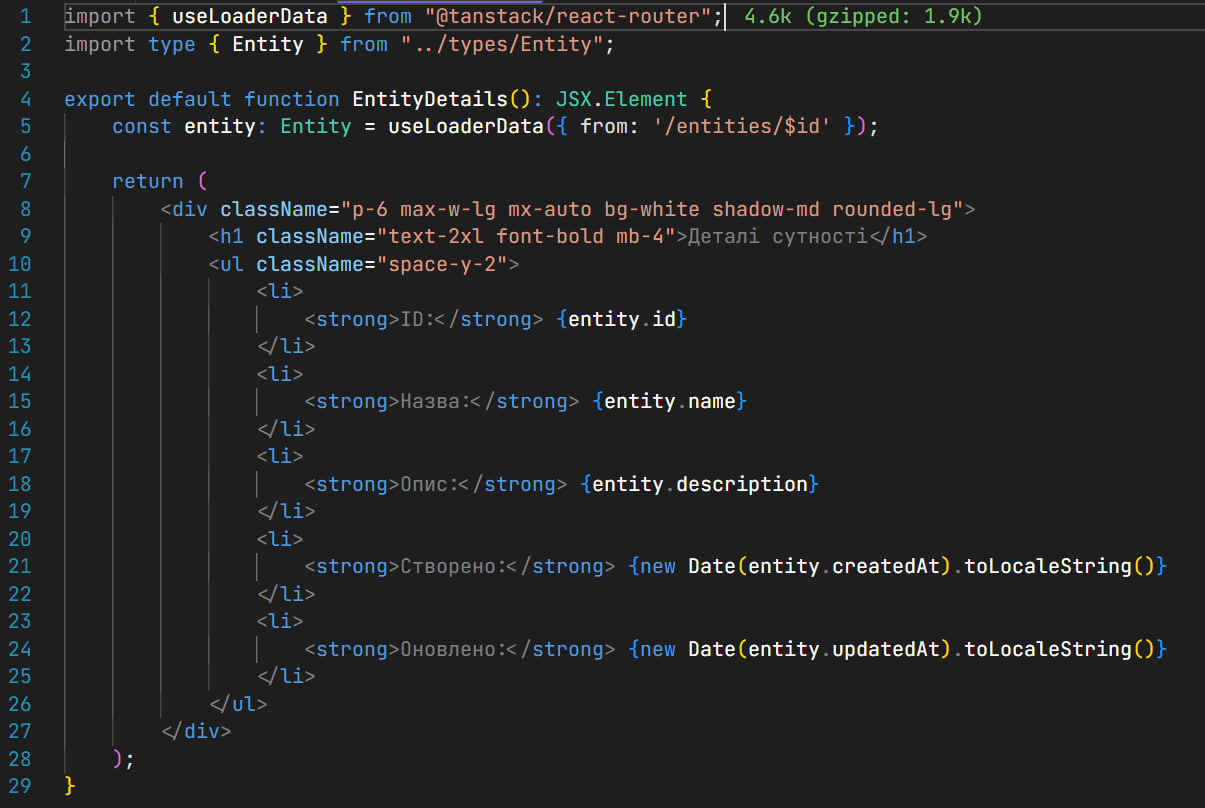 1 import { useLoaderData } from "@tanstack/react-router"; 4.6k (gzipped: 1.9k)
2 import type { Entity } from "../types/Entity";
3
4 export default function EntityDetails(): JSX.Element {
5     const entity: Entity = useLoaderData({ from: '/entities/$id' });
6
7     return (
8         <div className="p-6 max-w-lg mx-auto bg-white shadow-md rounded-lg">
9             <h1 className="text-2xl font-bold mb-4">Деталі сутності</h1>
10             <ul className="space-y-2">
11                 <li>
12                     <strong>ID:</strong> {entity.id}
13                 </li>
14                 <li>
15                     <strong>Назва:</strong> {entity.name}
16                 </li>
17                 <li>
18                     <strong>Опис:</strong> {entity.description}
19                 </li>
20                 <li>
21                     <strong>Створено:</strong> {new Date(entity.createdAt).toLocaleString()}
22                 </li>
23                 <li>
24                     <strong>Оновлено:</strong> {new Date(entity.updatedAt).toLocaleString()}
25                 </li>
26             </ul>
27         </div>
28     );
29 }